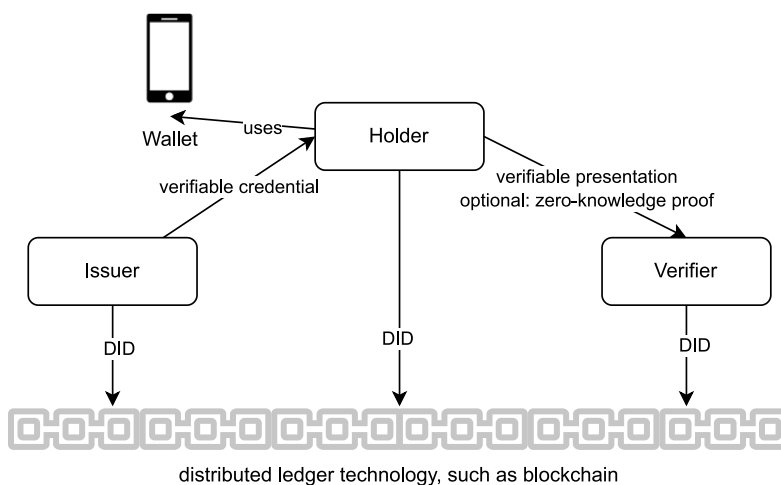 Wallet
uses
Holder
verifiable credential
verifiable presentation
optional: zero-knowledge proof
Issuer
Verifier
DID
DID
DID
distributed ledger technology, such as blockchain